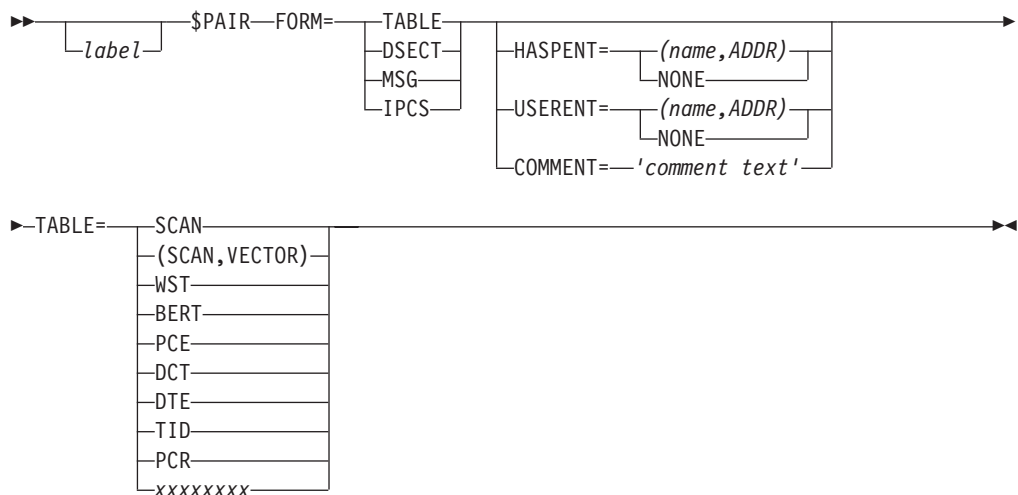 $PAIR FORM= TABLE
label DSECT HASPENT= (name,ADDR)
MSG NONE
IPCS USERENT= (name,ADDR)
NONE
COMMENT= 'comment text'
TABLE= SCAN
(SCAN,VECTOR)
WST
BERT
PCE
DCT
DTE
TID
PCR
xxxxxxxx